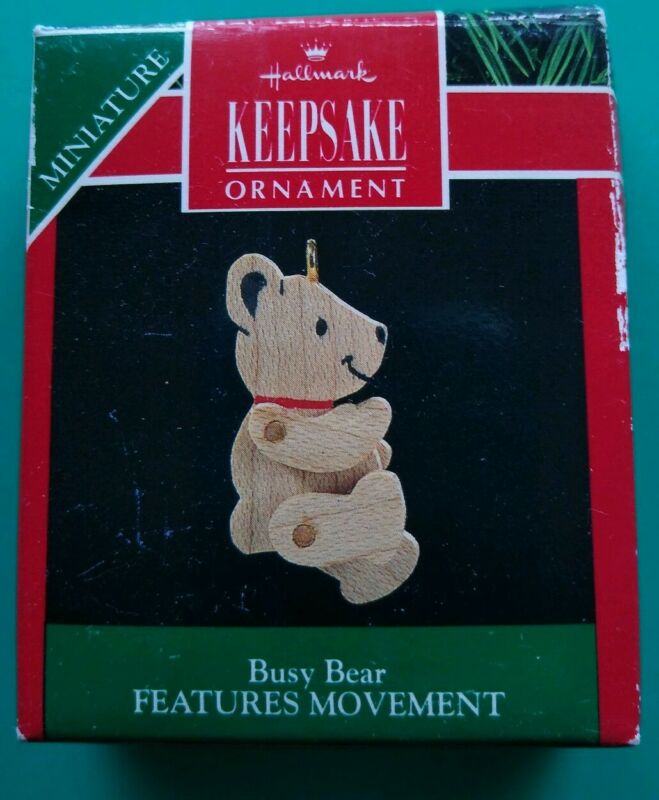 MINIATURE
Hallmark
KEEPSAKE
ORNAMENT
Busy Bear
FEATURES MOVEMENT